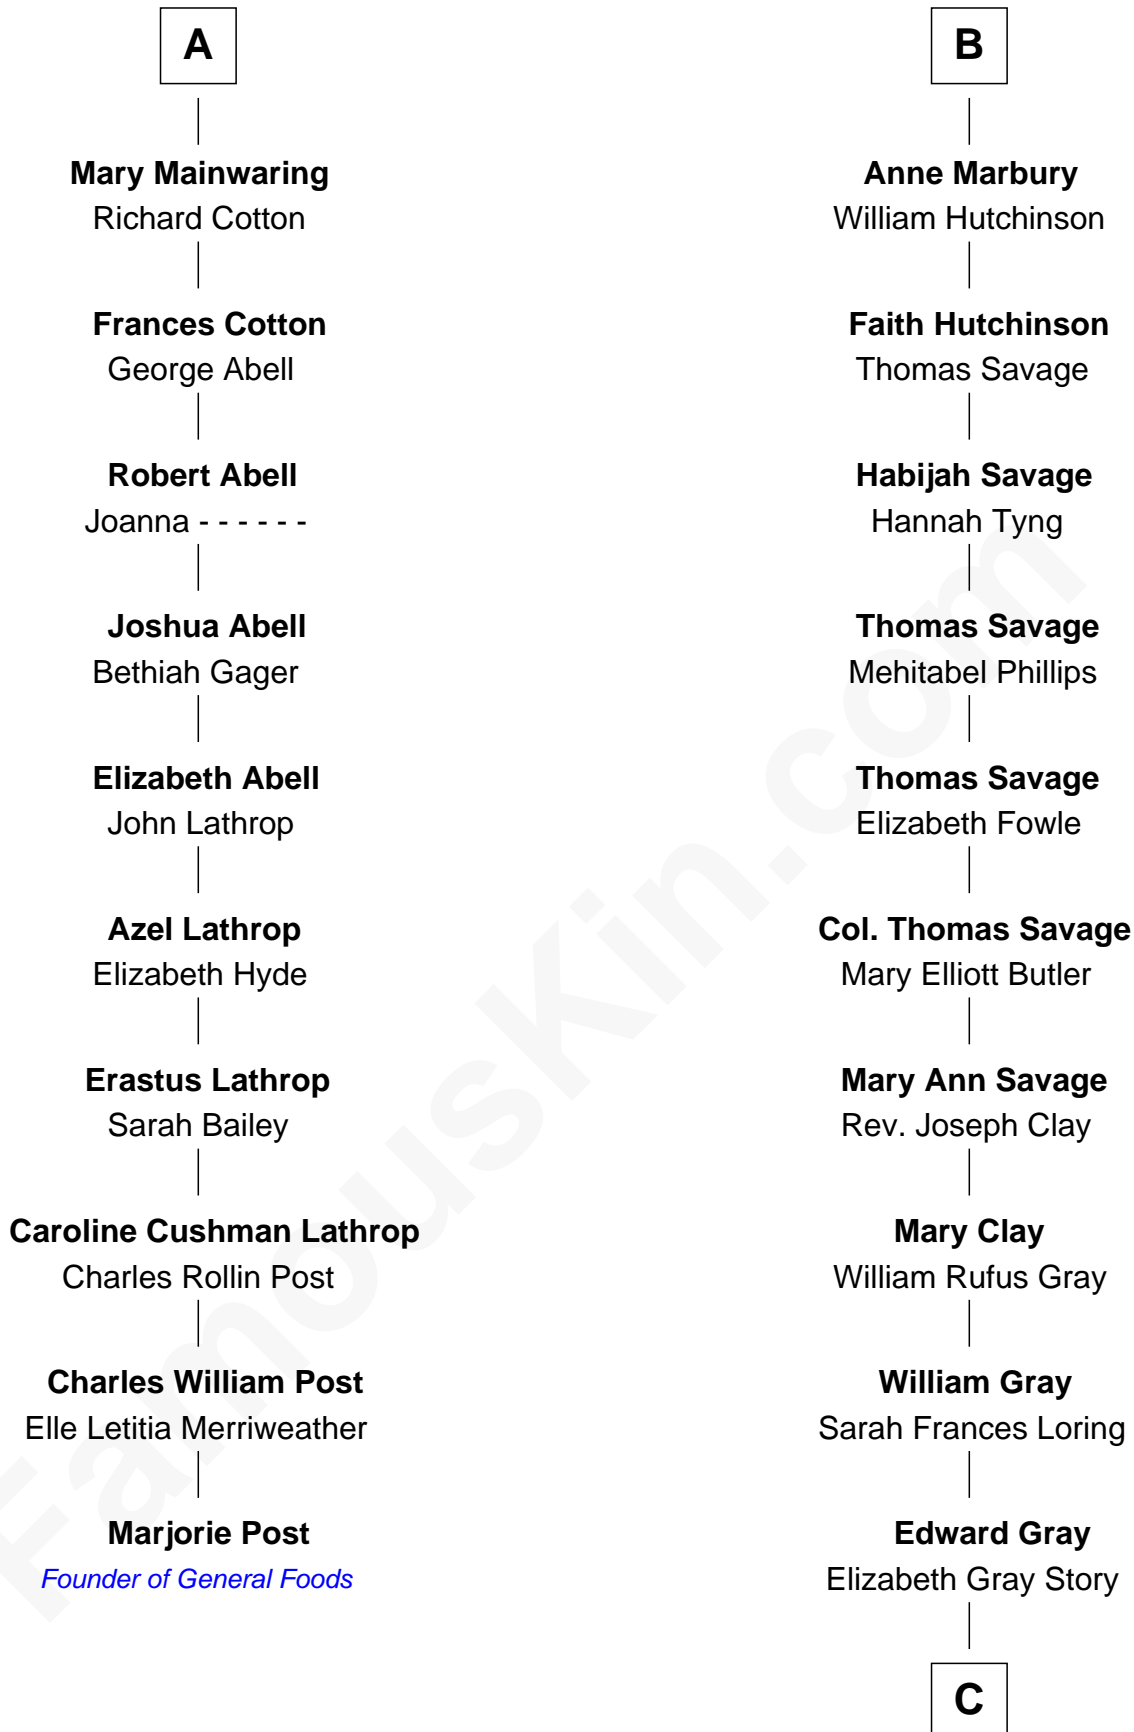 A
Mary Mainwaring
Richard Cotton
Frances Cotton
George Abell
Robert Abell
Joanna - - - - - -
Joshua Abell
Bethiah Gager
Elizabeth Abell
John Lathrop
Azel Lathrop
Elizabeth Hyde
Erastus Lathrop
Sarah Bailey
Caroline Cushman Lathrop
Charles Rollin Post
Charles William Post
Elle Letitia Merriweather
Marjorie Post
Founder of General Foods
B
Anne Marbury
William Hutchinson
Faith Hutchinson
Thomas Savage
Habijah Savage
Hannah Tyng
Thomas Savage
Mehitabel Phillips
Thomas Savage
Elizabeth Fowle
Col. Thomas Savage
Mary Elliott Butler
Mary Ann Savage
Rev. Joseph Clay
Mary Clay
William Rufus Gray
William Gray
Sarah Frances Loring
Edward Gray
Elizabeth Gray Story
C
FamousKin.com